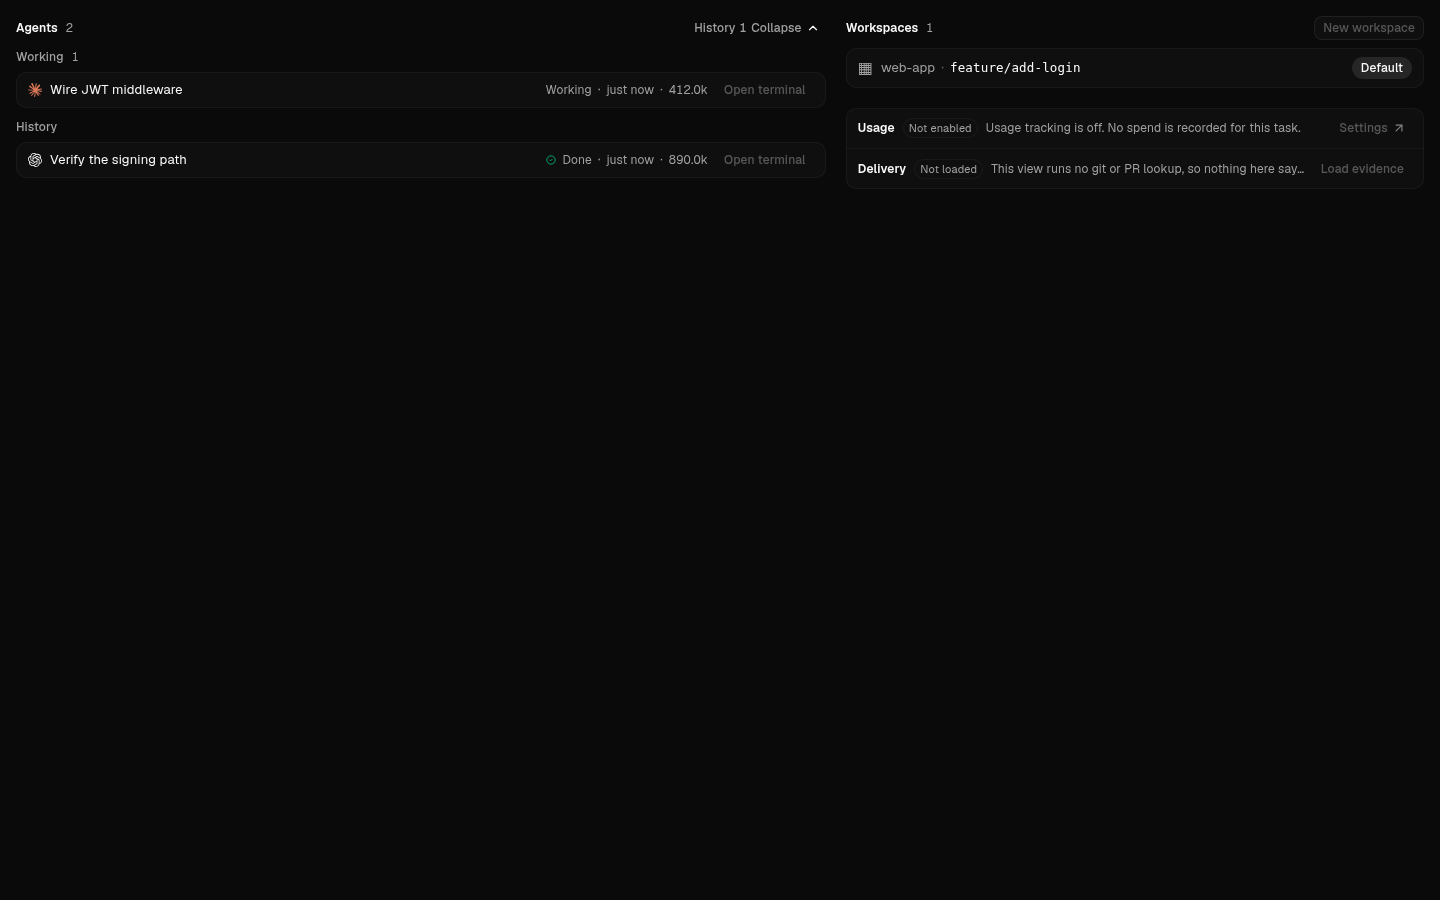 Agents 2
History 1 Collapse
Working 1
Wire JWT middleware
Working · just now · 412.0k
Open terminal
History
Verify the signing path
Done · just now · 890.0k
Open terminal
Workspaces 1
New workspace
web-app · feature/add-login
Default
Usage
Not enabled
Usage tracking is off. No spend is recorded for this task.
Settings
Delivery
Not loaded
This view runs no git or PR lookup, so nothing here say…
Load evidence